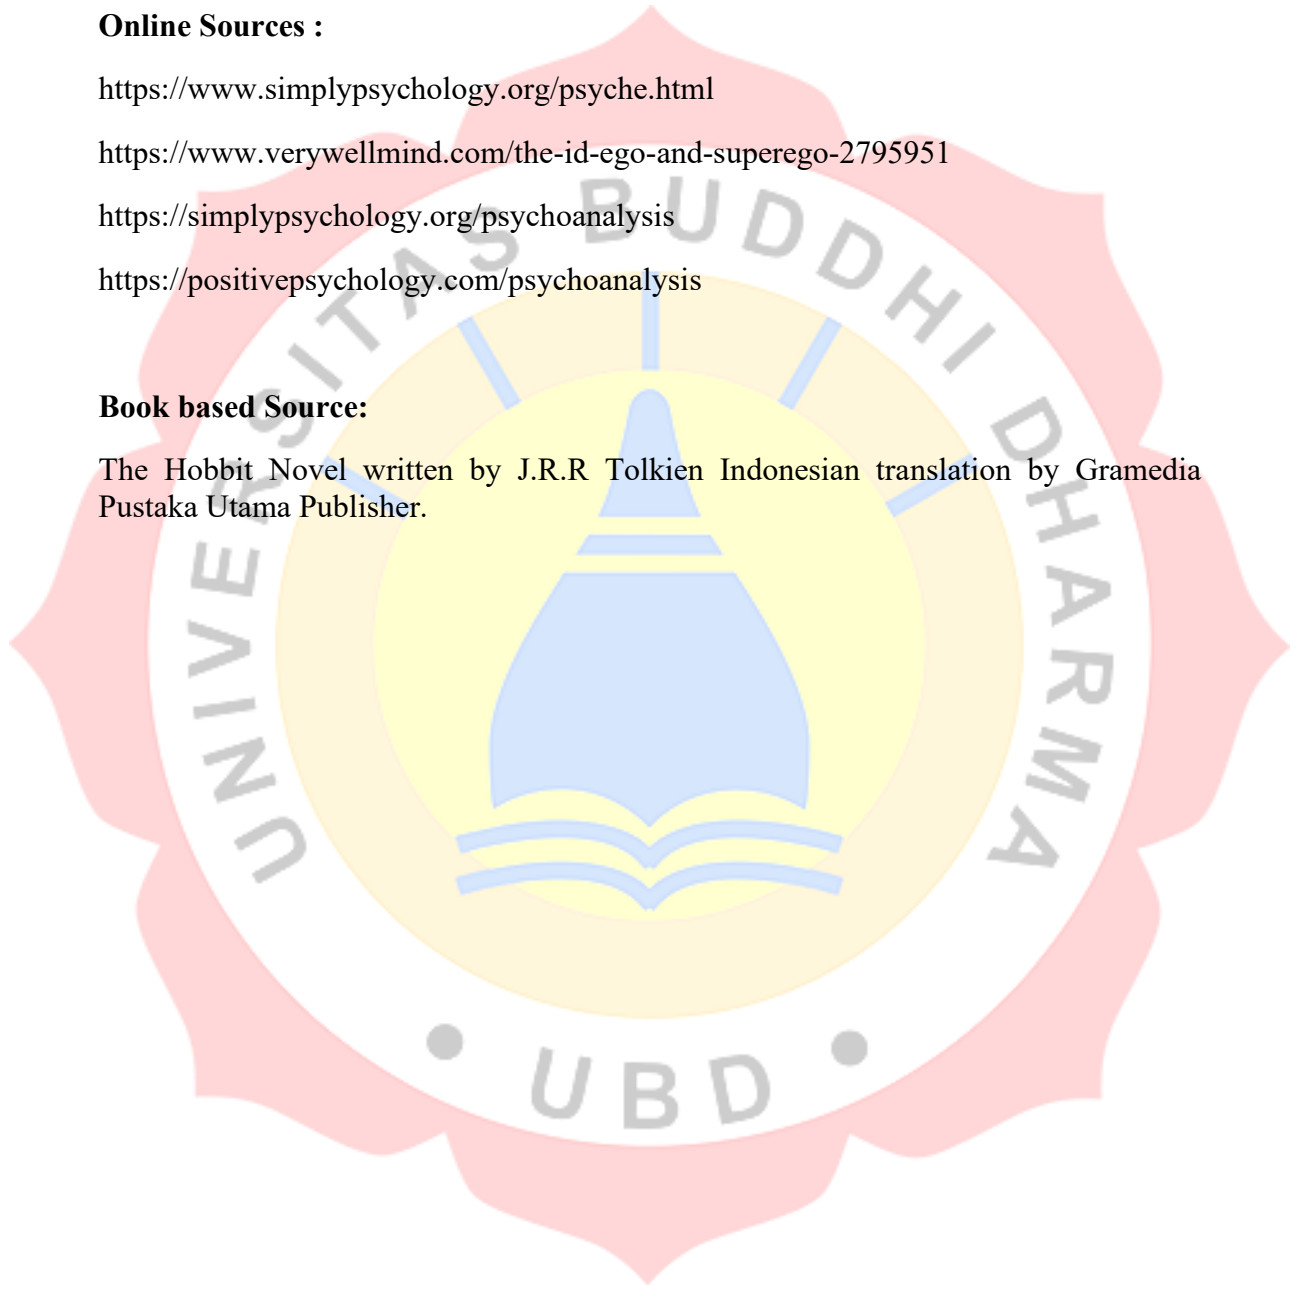 Online Sources :
https://www.simplypsychology.org/psyche.html
https://www.verywellmind.com/the-id-ego-and-superego-2795951
https://simplypsychology.org/psychoanalysis
https://positivepsychology.com/psychoanalysis
Book based Source:
The Hobbit Novel written by J.R.R Tolkien Indonesian translation by Gramedia
Pustaka Utama Publisher.
UNIVERSITAS BUDDHI DHARMA
• UBD •